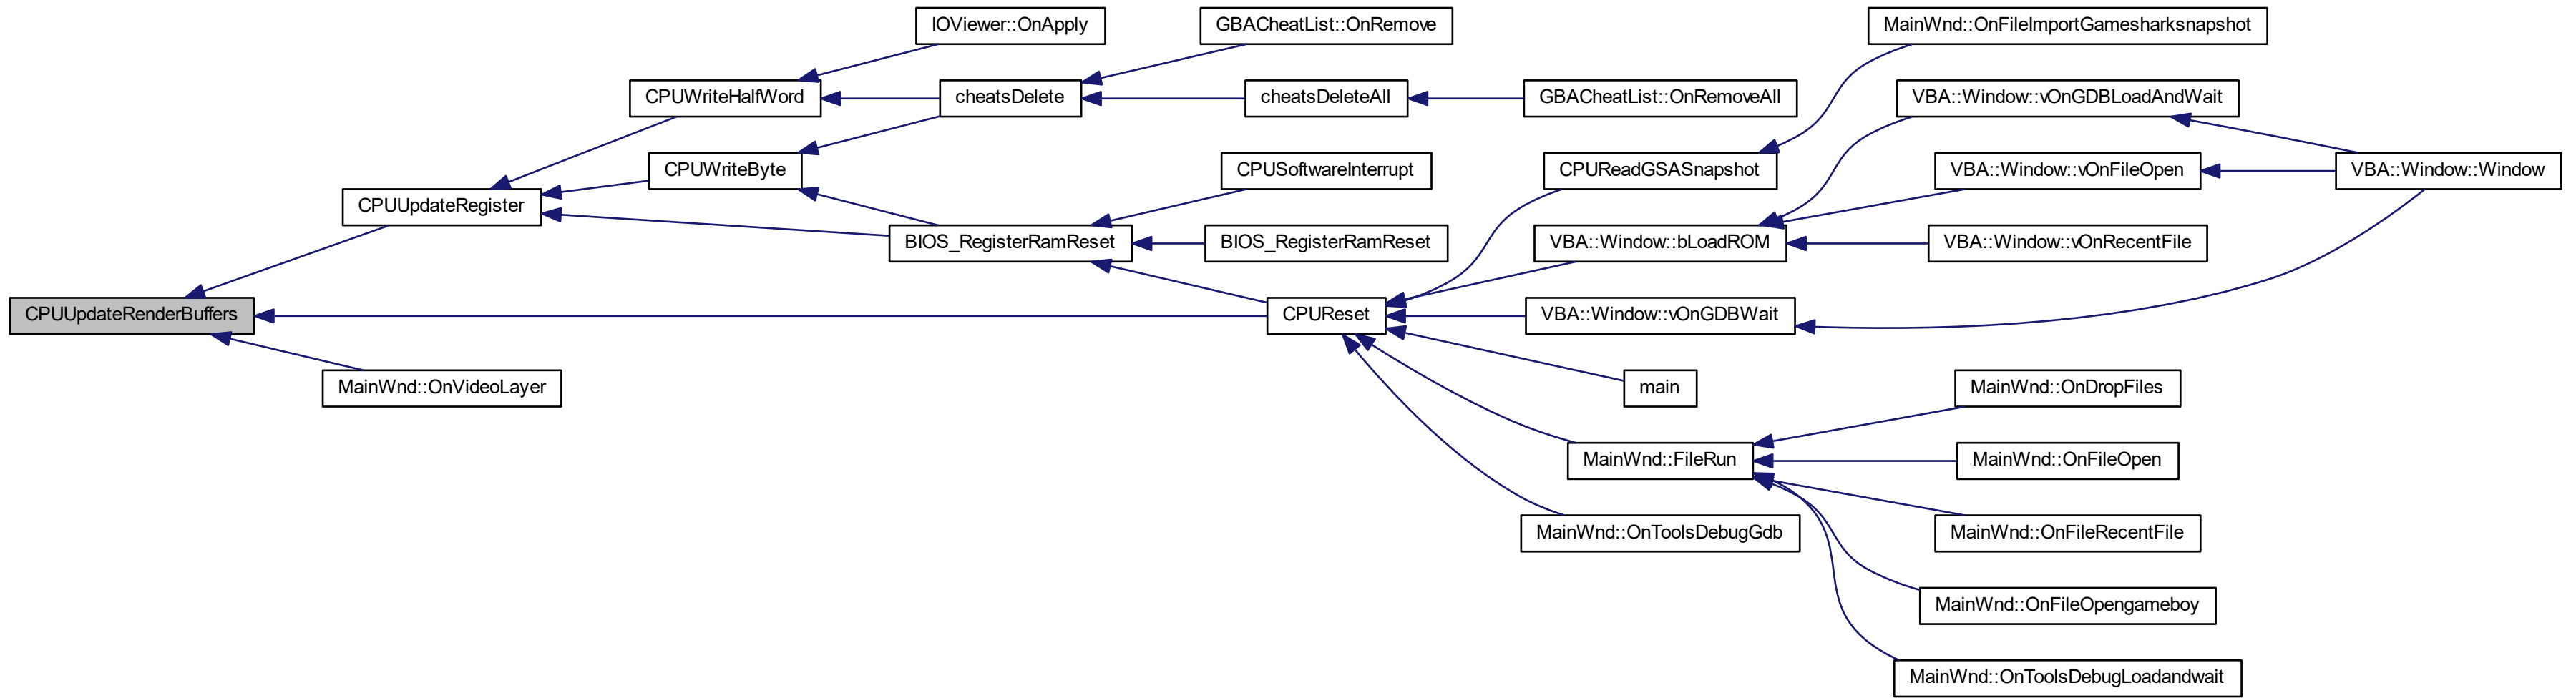 IOViewer::OnApply
GBACheatList::OnRemove
MainWnd::OnFileImportGamesharksnapshot
CPUWriteHalfWord
cheatsDelete
cheatsDeleteAll
GBACheatList::OnRemoveAll
VBA::Window::vOnGDBLoadAndWait
CPUWriteByte
CPUSoftwareInterrupt
CPUReadGSASnapshot
VBA::Window::vOnFileOpen
VBA::Window::Window
CPUUpdateRegister
BIOS_RegisterRamReset
BIOS_RegisterRamReset
VBA::Window::bLoadROM
VBA::Window::vOnRecentFile
CPUUpdateRenderBuffers
CPUReset
VBA::Window::vOnGDBWait
MainWnd::OnVideoLayer
main
MainWnd::OnDropFiles
MainWnd::FileRun
MainWnd::OnFileOpen
MainWnd::OnToolsDebugGdb
MainWnd::OnFileRecentFile
MainWnd::OnFileOpengameboy
MainWnd::OnToolsDebugLoadandwait